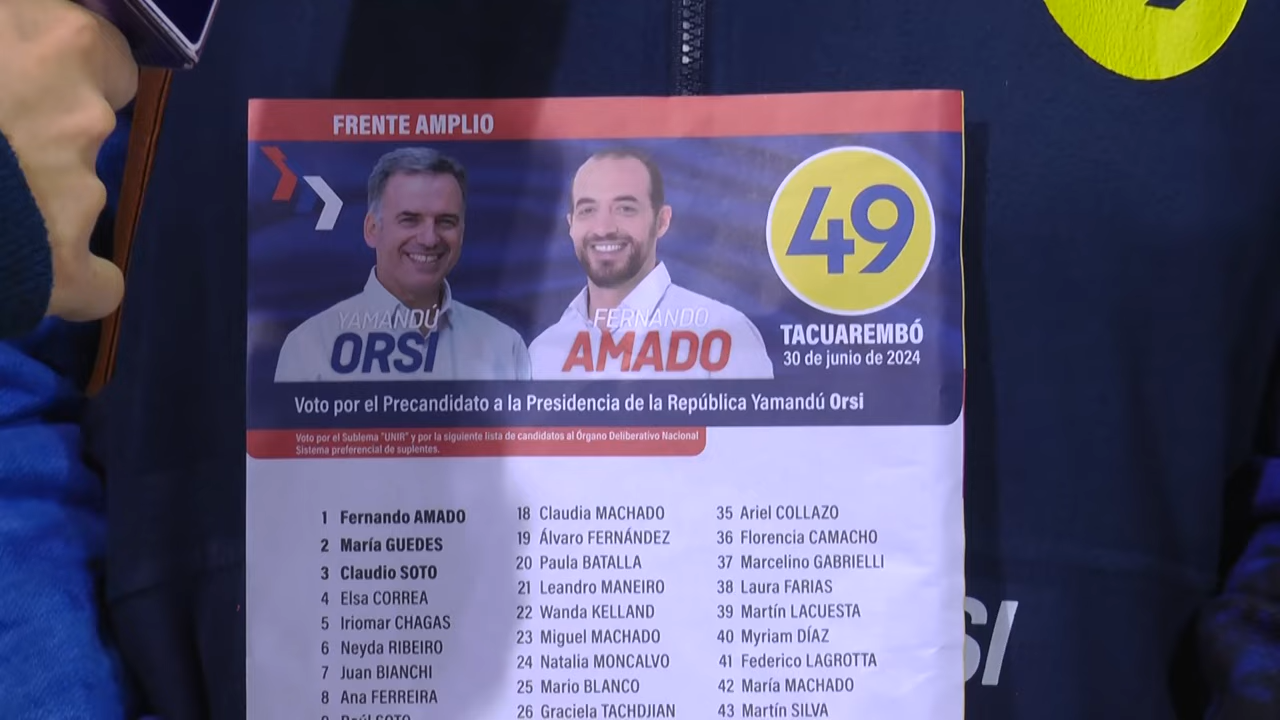 FRENTE AMPLIO
YAMANDÚ
ORSI
FERNANDO
AMADO
49
TACUAREMBÓ
30 de junio de 2024
Voto por el Precandidato a la Presidencia de la República Yamandú Orsi
Voto por el Sublema "UNIR" y por la siguiente lista de candidatos al Órgano Deliberativo Nacional
Sistema preferencial de suplentes.
1 Fernando AMADO
2 María GUEDES
3 Claudio SOTO
4 Elsa CORREA
5 Iriomar CHAGAS
6 Neyda RIBEIRO
7 Juan BIANCHI
8 Ana FERREIRA
18 Claudia MACHADO
19 Álvaro FERNÁNDEZ
20 Paula BATALLA
21 Leandro MANEIRO
22 Wanda KELLAND
23 Miguel MACHADO
24 Natalia MONCALVO
25 Mario BLANCO
26 Graciela TACHDJIAN
35 Ariel COLLAZO
36 Florencia CAMACHO
37 Marcelino GABRIELLI
38 Laura FARIAS
39 Martín LACUESTA
40 Myriam DÍAZ
41 Federico LAGROTTA
42 María MACHADO
43 Martín SILVA
SI